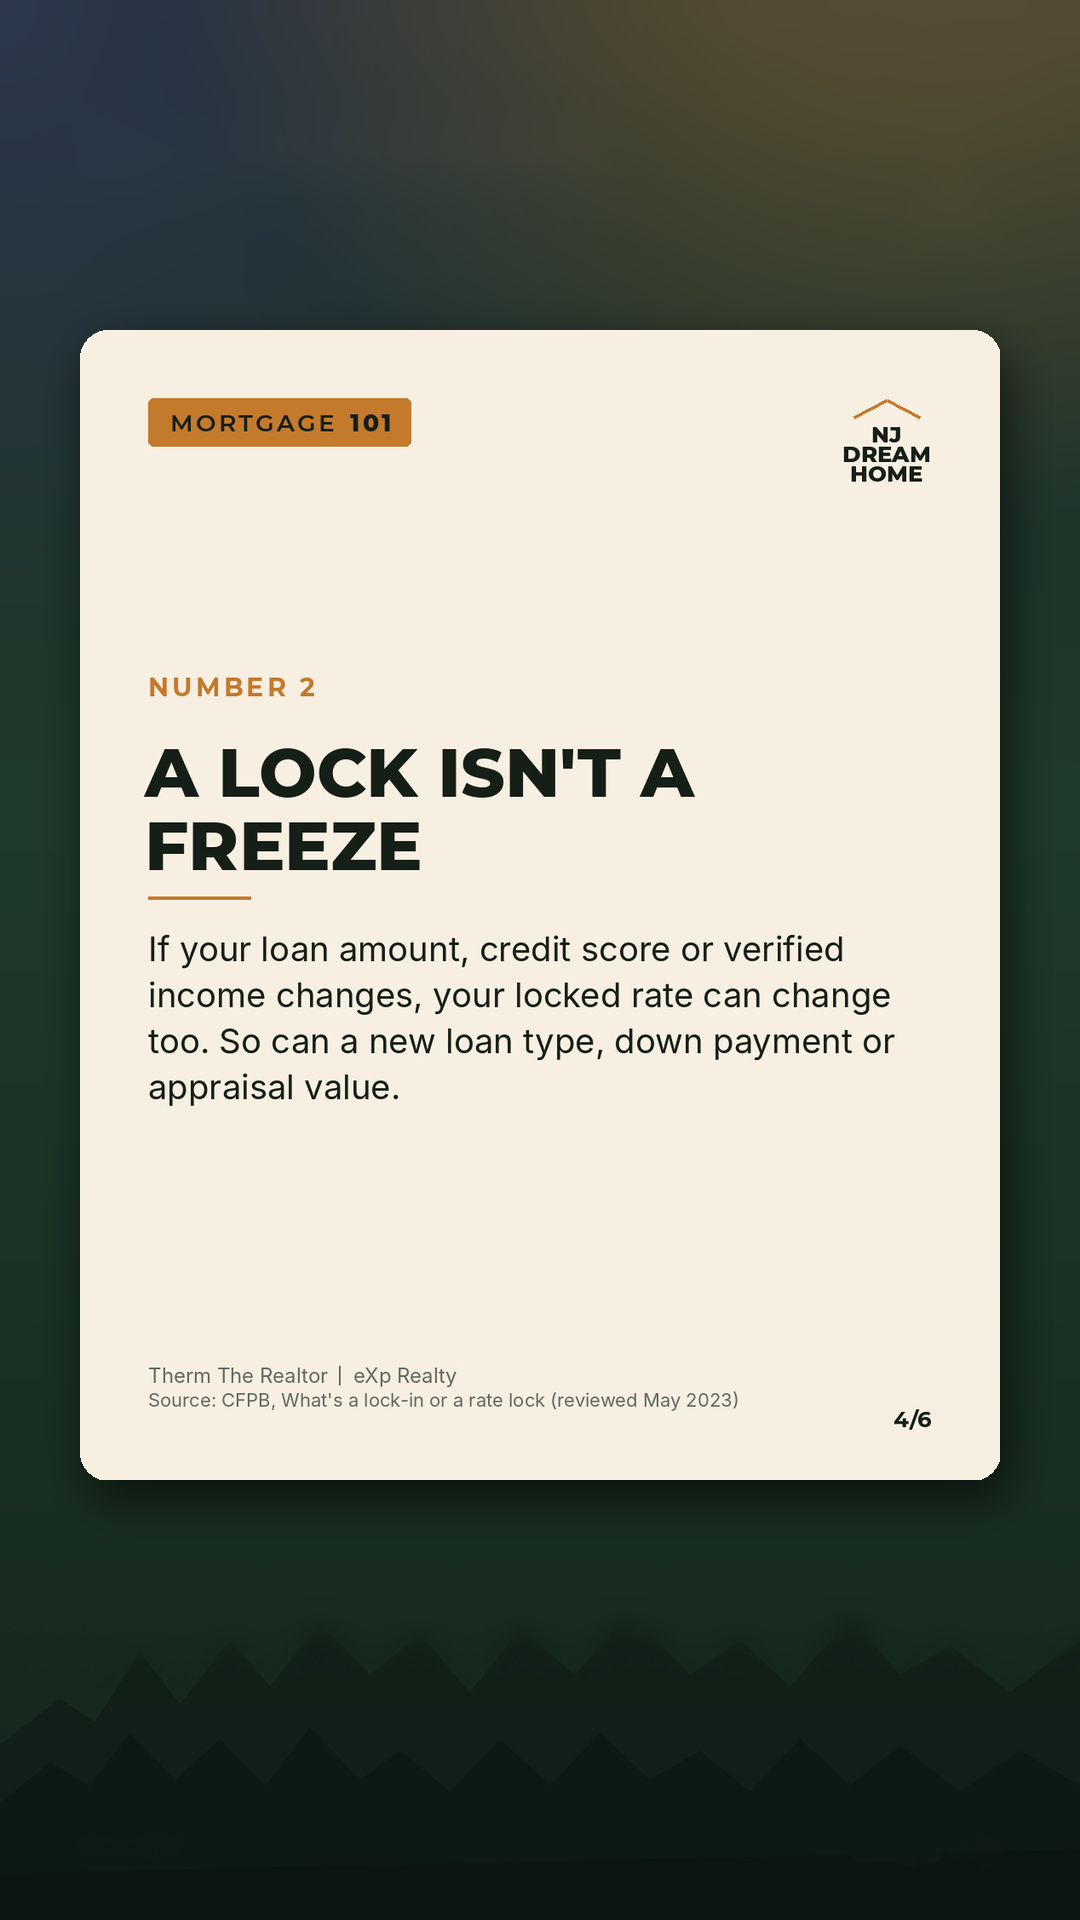 MORTGAGE 101
NJ
DREAM
HOME
NUMBER 2
A LOCK ISN'T A
FREEZE
If your loan amount, credit score or verified
income changes, your locked rate can change
too. So can a new loan type, down payment or
appraisal value.
Therm The Realtor | eXp Realty
Source: CFPB, What's a lock-in or a rate lock (reviewed May 2023)
4/6